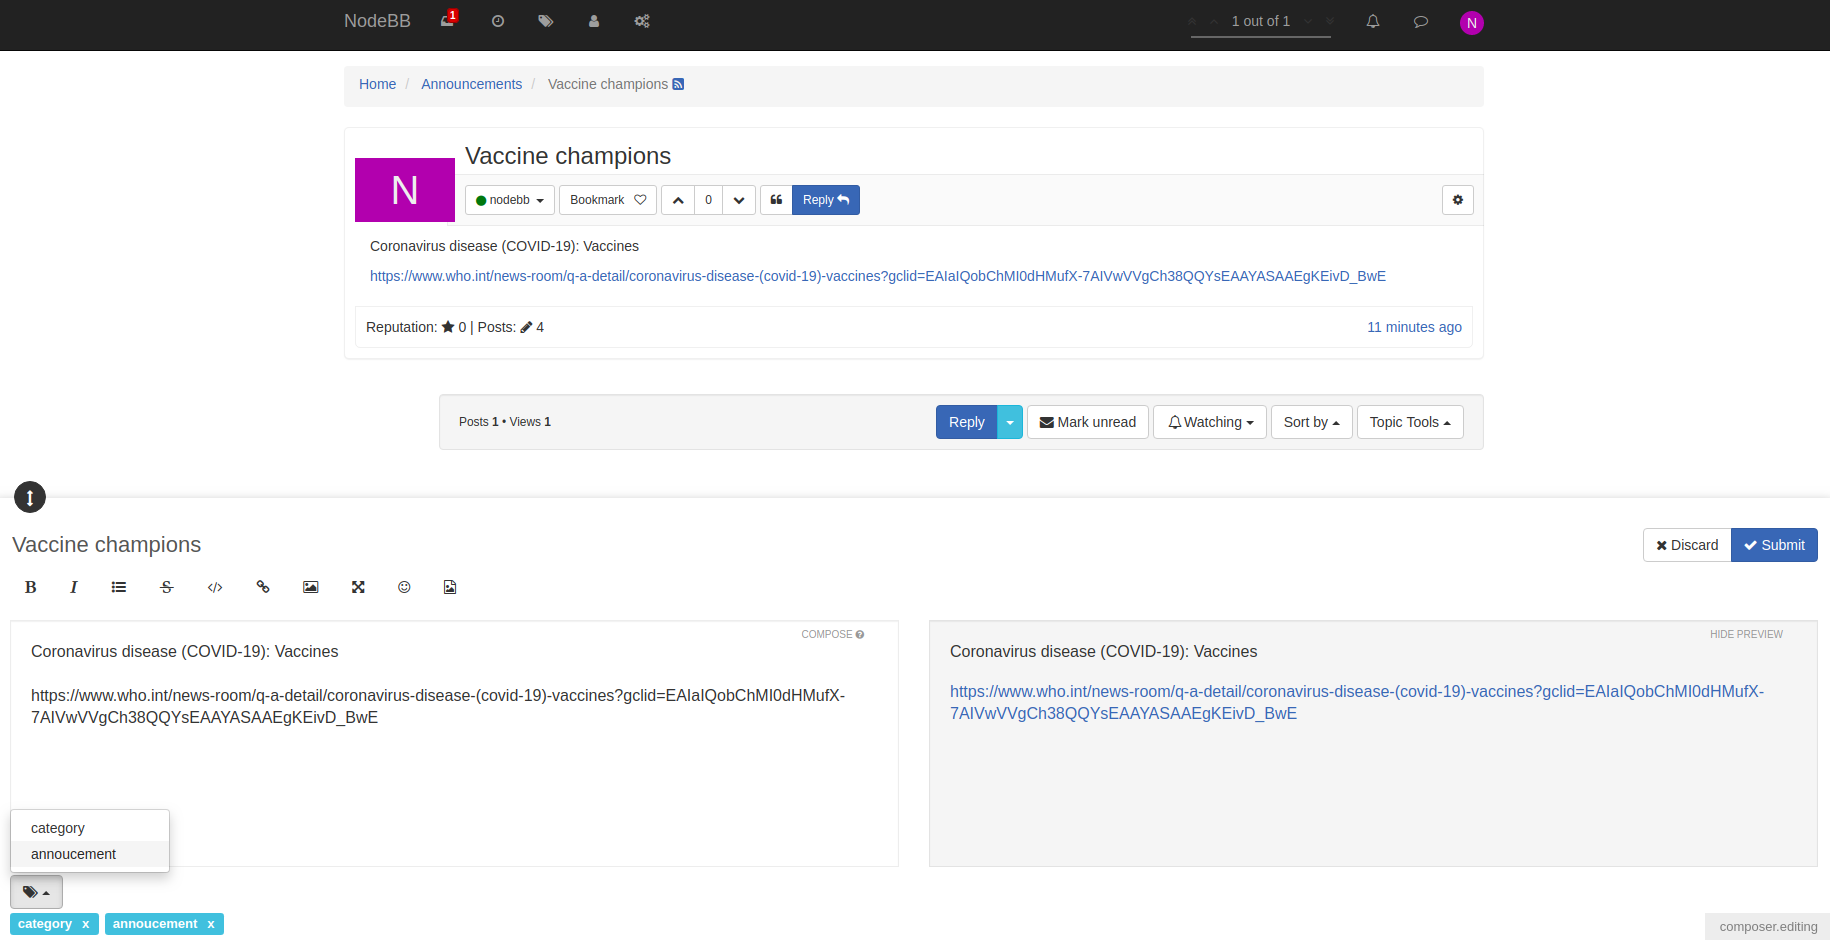 NodeBB 1 1 out of 1 N
Home / Announcements / Vaccine champions
Vaccine champions
N
nodebb Bookmark 0 Reply
Coronavirus disease (COVID-19): Vaccines
https://www.who.int/news-room/q-a-detail/coronavirus-disease-(covid-19)-vaccines?gclid=EAIaIQobChMI0dHMufX-7AIVwVVgCh38QQYsEAAYASAAEgKEivD_BwE
Reputation: 0 | Posts: 4 11 minutes ago
Posts 1 • Views 1 Reply Mark unread Watching Sort by Topic Tools
Vaccine champions Discard Submit
B I S </>
COMPOSE
Coronavirus disease (COVID-19): Vaccines
https://www.who.int/news-room/q-a-detail/coronavirus-disease-(covid-19)-vaccines?gclid=EAIaIQobChMI0dHMufX-
7AIVwVVgCh38QQYsEAAYASAAEgKEivD_BwE
HIDE PREVIEW
Coronavirus disease (COVID-19): Vaccines
https://www.who.int/news-room/q-a-detail/coronavirus-disease-(covid-19)-vaccines?gclid=EAIaIQobChMI0dHMufX-
7AIVwVVgCh38QQYsEAAYASAAEgKEivD_BwE
category
annoucement
category x annoucement x
composer.editing